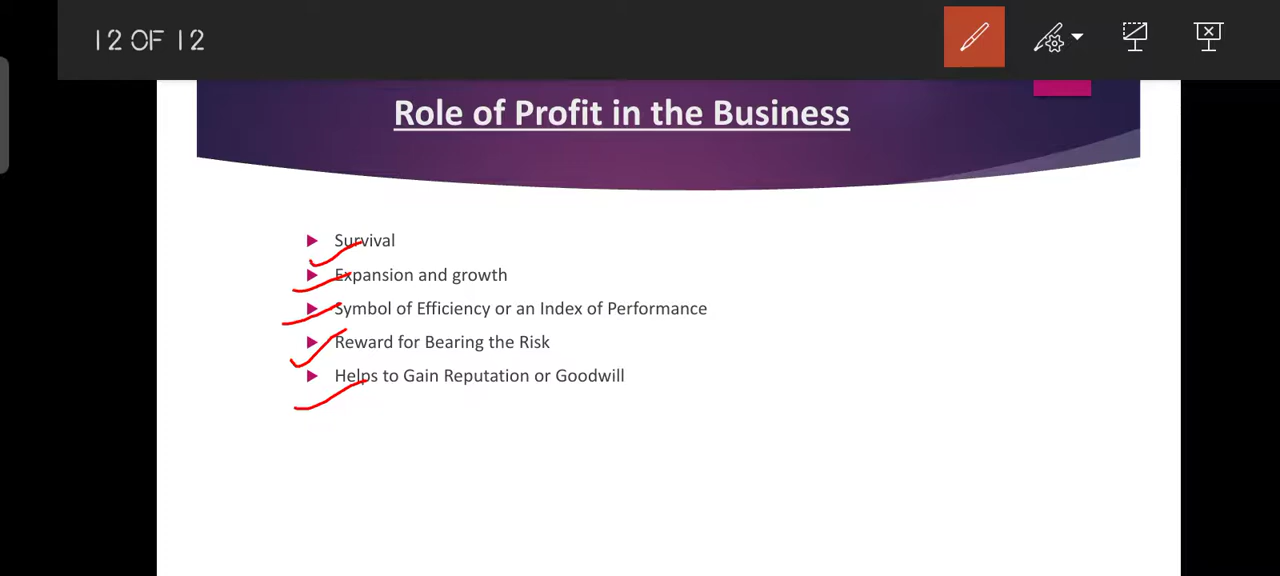 12 OF 12
Role of Profit in the Business
Survival
Expansion and growth
Symbol of Efficiency or an Index of Performance
Reward for Bearing the Risk
Helps to Gain Reputation or Goodwill